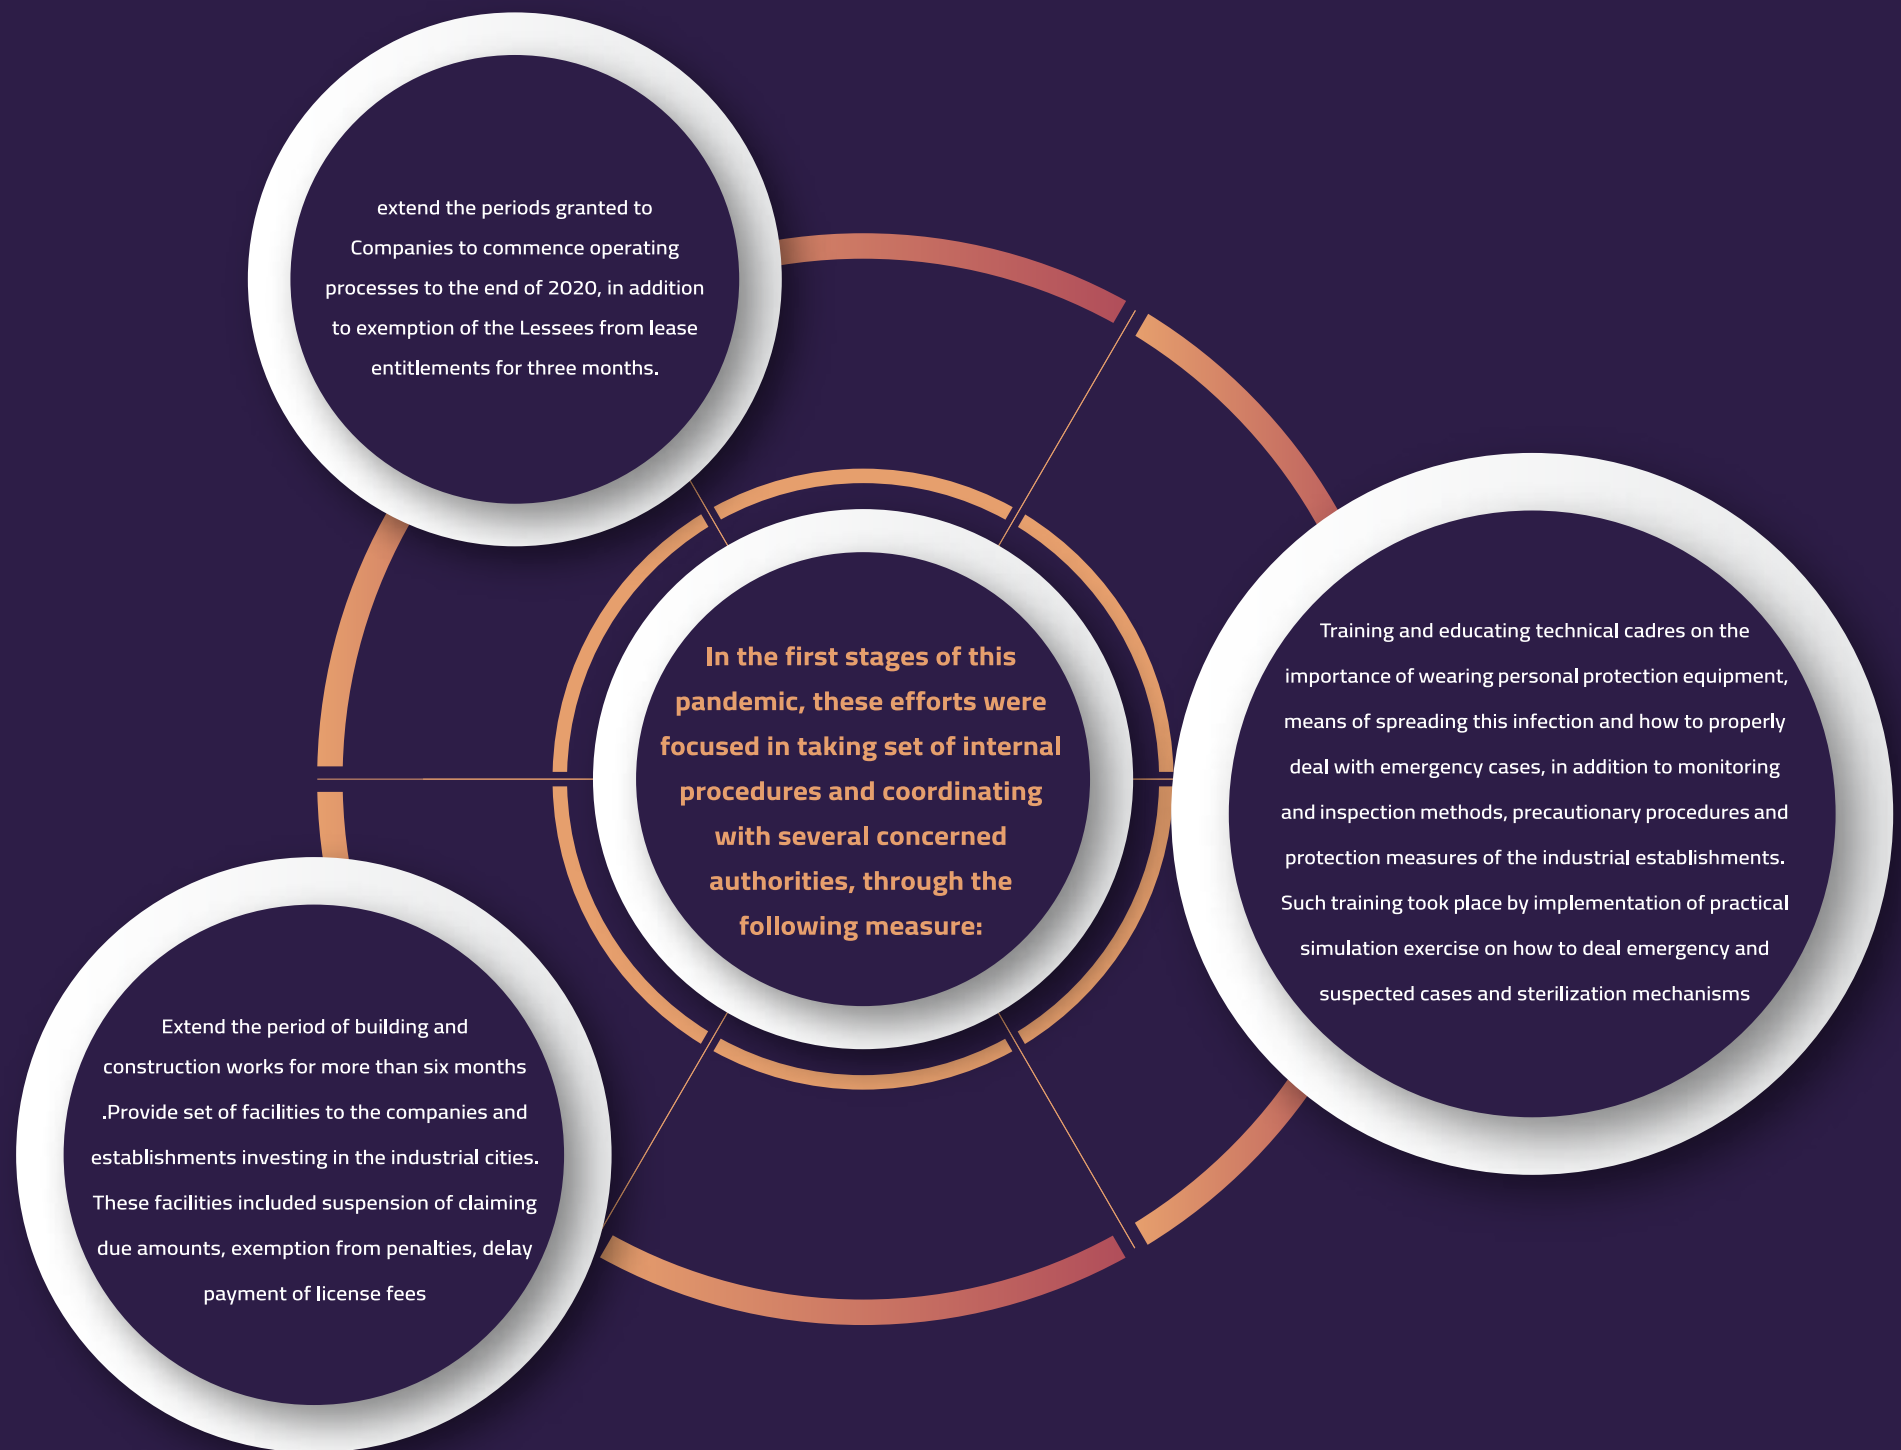 extend the periods granted to
Companies to commence operating
processes to the end of 2020, in addition
to exemption of the Lessees from lease
entitlements for three months.
In the first stages of this
pandemic, these efforts were
focused in taking set of internal
procedures and coordinating
with several concerned
authorities, through the
following measure:
Training and educating technical cadres on the
importance of wearing personal protection equipment,
means of spreading this infection and how to properly
deal with emergency cases, in addition to monitoring
and inspection methods, precautionary procedures and
protection measures of the industrial establishments.
Such training took place by implementation of practical
simulation exercise on how to deal emergency and
suspected cases and sterilization mechanisms
Extend the period of building and
construction works for more than six months
.Provide set of facilities to the companies and
establishments investing in the industrial cities.
These facilities included suspension of claiming
due amounts, exemption from penalties, delay
payment of license fees